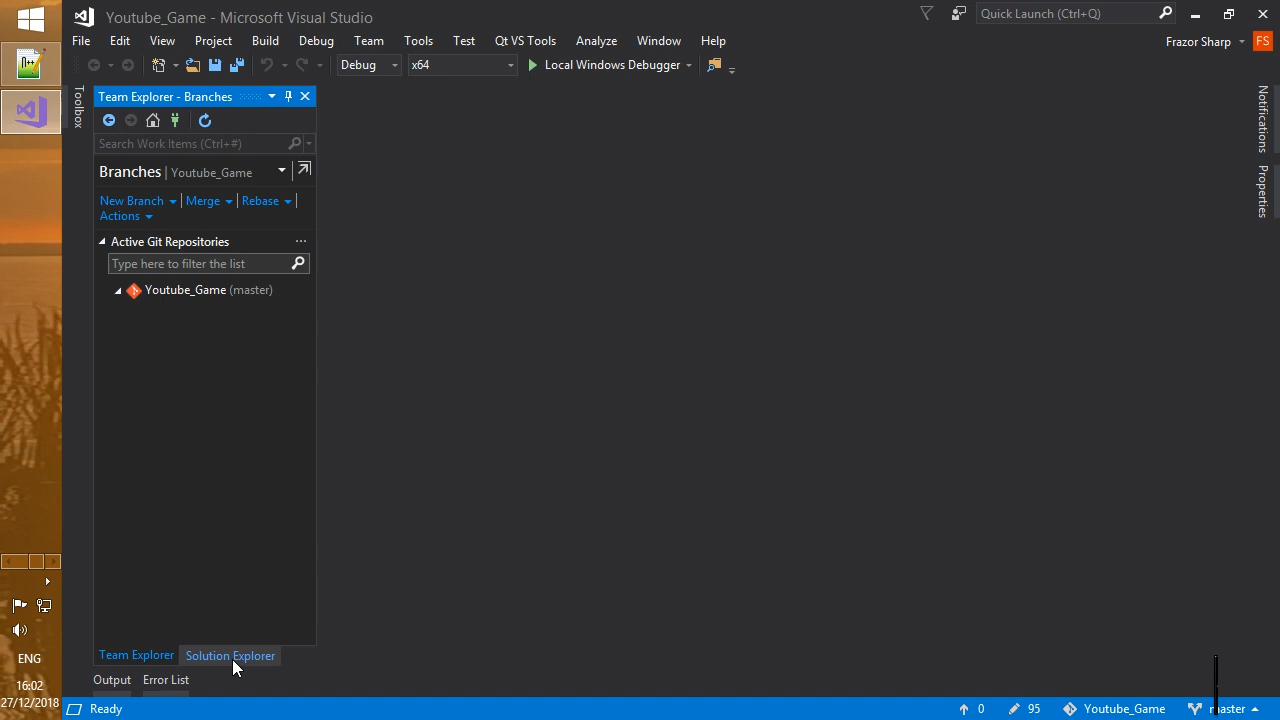 Youtube_Game - Microsoft Visual Studio
Quick Launch (Ctrl+Q)
File Edit View Project Build Debug Team Tools Test Qt VS Tools Analyze Window Help
Frazor Sharp FS
Debug x64 Local Windows Debugger
Toolbox
Team Explorer - Branches
Search Work Items (Ctrl+#)
Branches | Youtube_Game
New Branch | Merge | Rebase |
Actions
Active Git Repositories ...
Type here to filter the list
Youtube_Game (master)
Notifications
Properties
Team Explorer Solution Explorer
Output Error List
Ready 0 95 Youtube_Game master
n++
ENG
16:02
27/12/2018